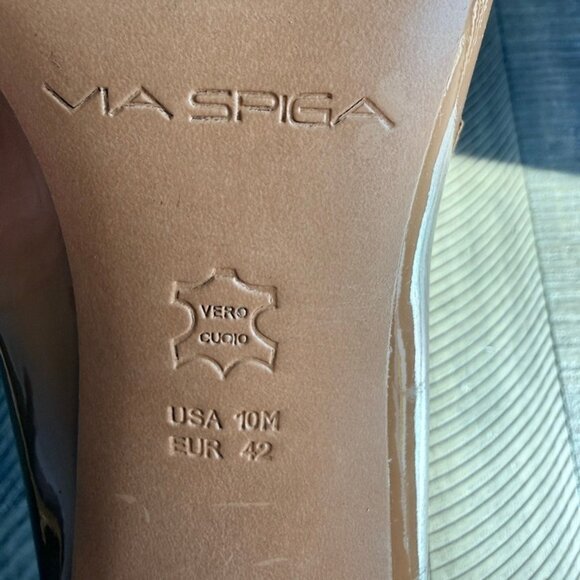 VIA SPIGA
VERO
CUOIO
USA 10M
EUR 42